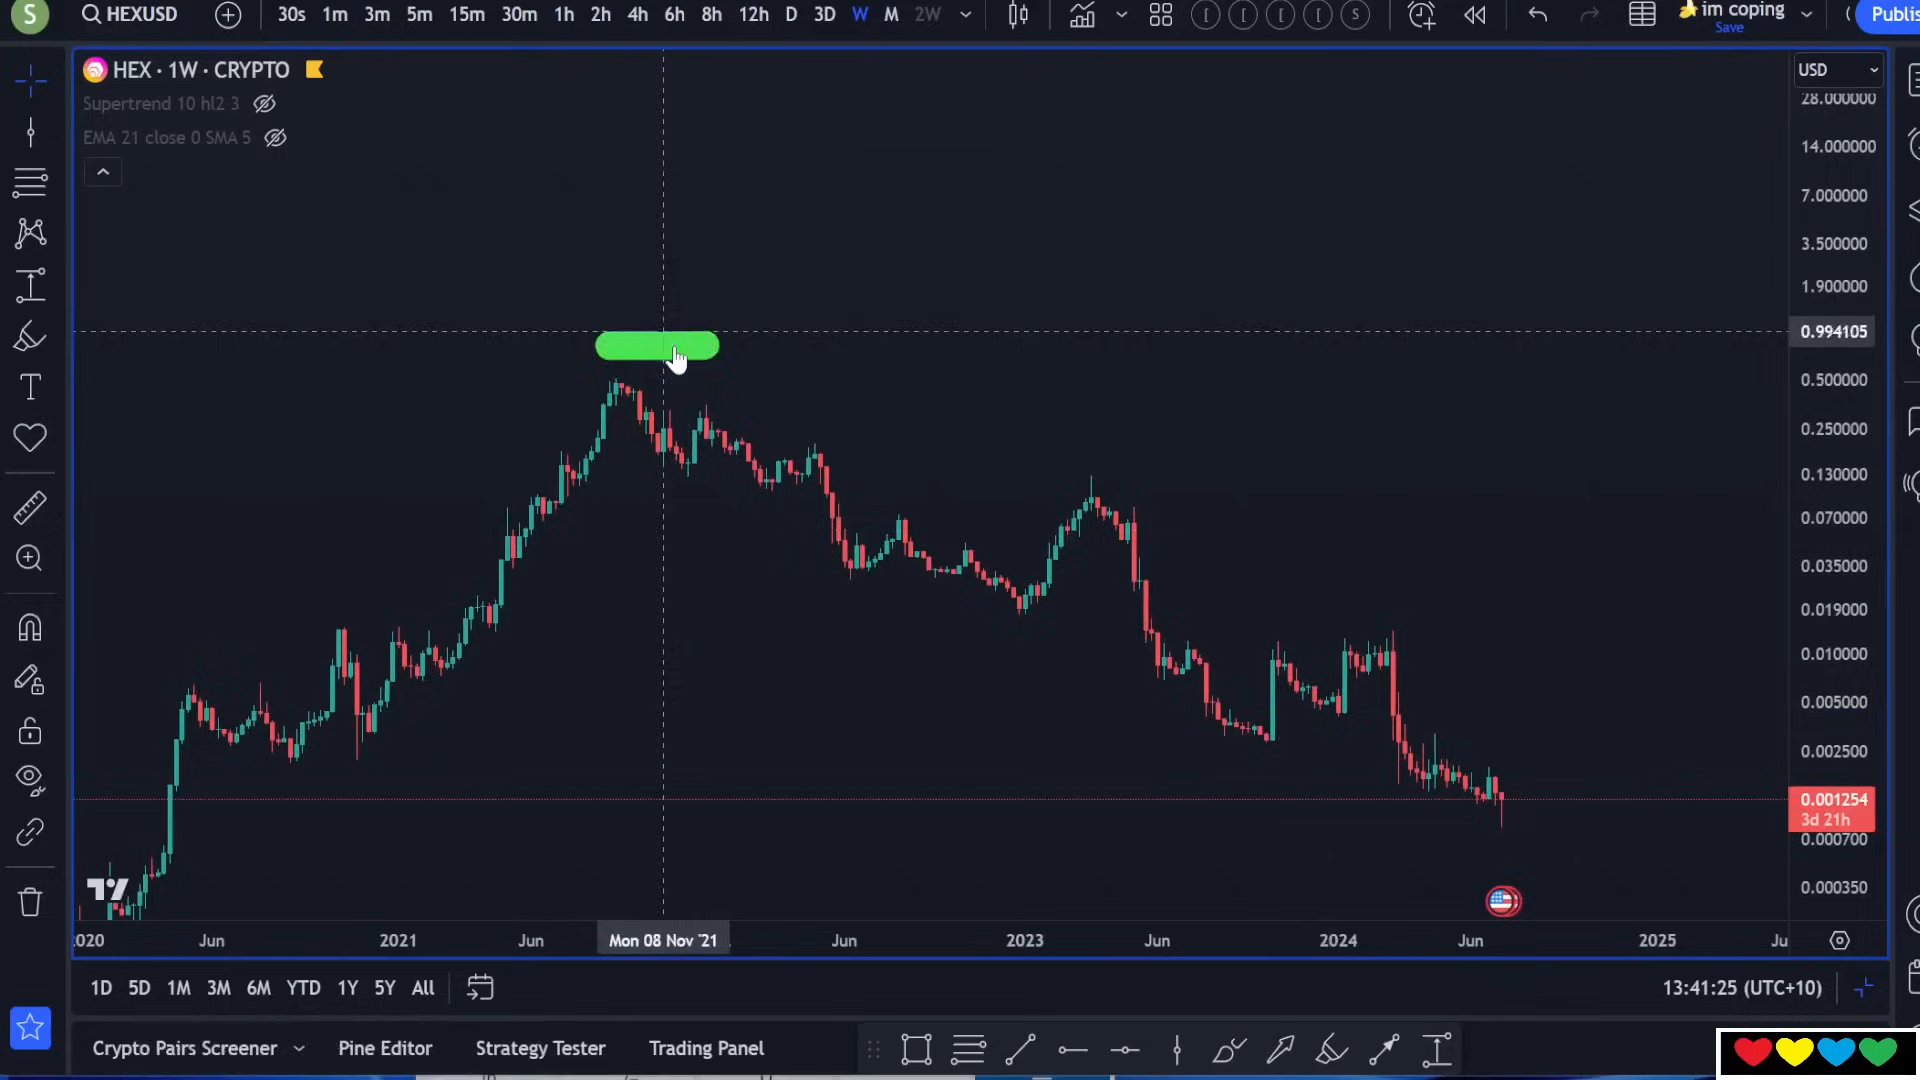 S
HEXUSD
30s 1m 3m 5m 15m 30m 1h 2h 4h 6h 8h 12h D 3D W M 2W
S
im coping
Save
Publis
HEX · 1W · CRYPTO
USD
Supertrend 10 hl2 3
EMA 21 close 0 SMA 5
28.000000
14.000000
7.000000
3.500000
1.900000
0.994105
0.500000
0.250000
0.130000
0.070000
0.035000
0.019000
0.010000
0.005000
0.002500
0.001254
3d 21h
0.000700
0.000350
2020 Jun 2021 Jun Mon 08 Nov '21 Jun 2023 Jun 2024 Jun 2025 Ju
1D 5D 1M 3M 6M YTD 1Y 5Y All
13:41:25 (UTC+10)
Crypto Pairs Screener Pine Editor Strategy Tester Trading Panel